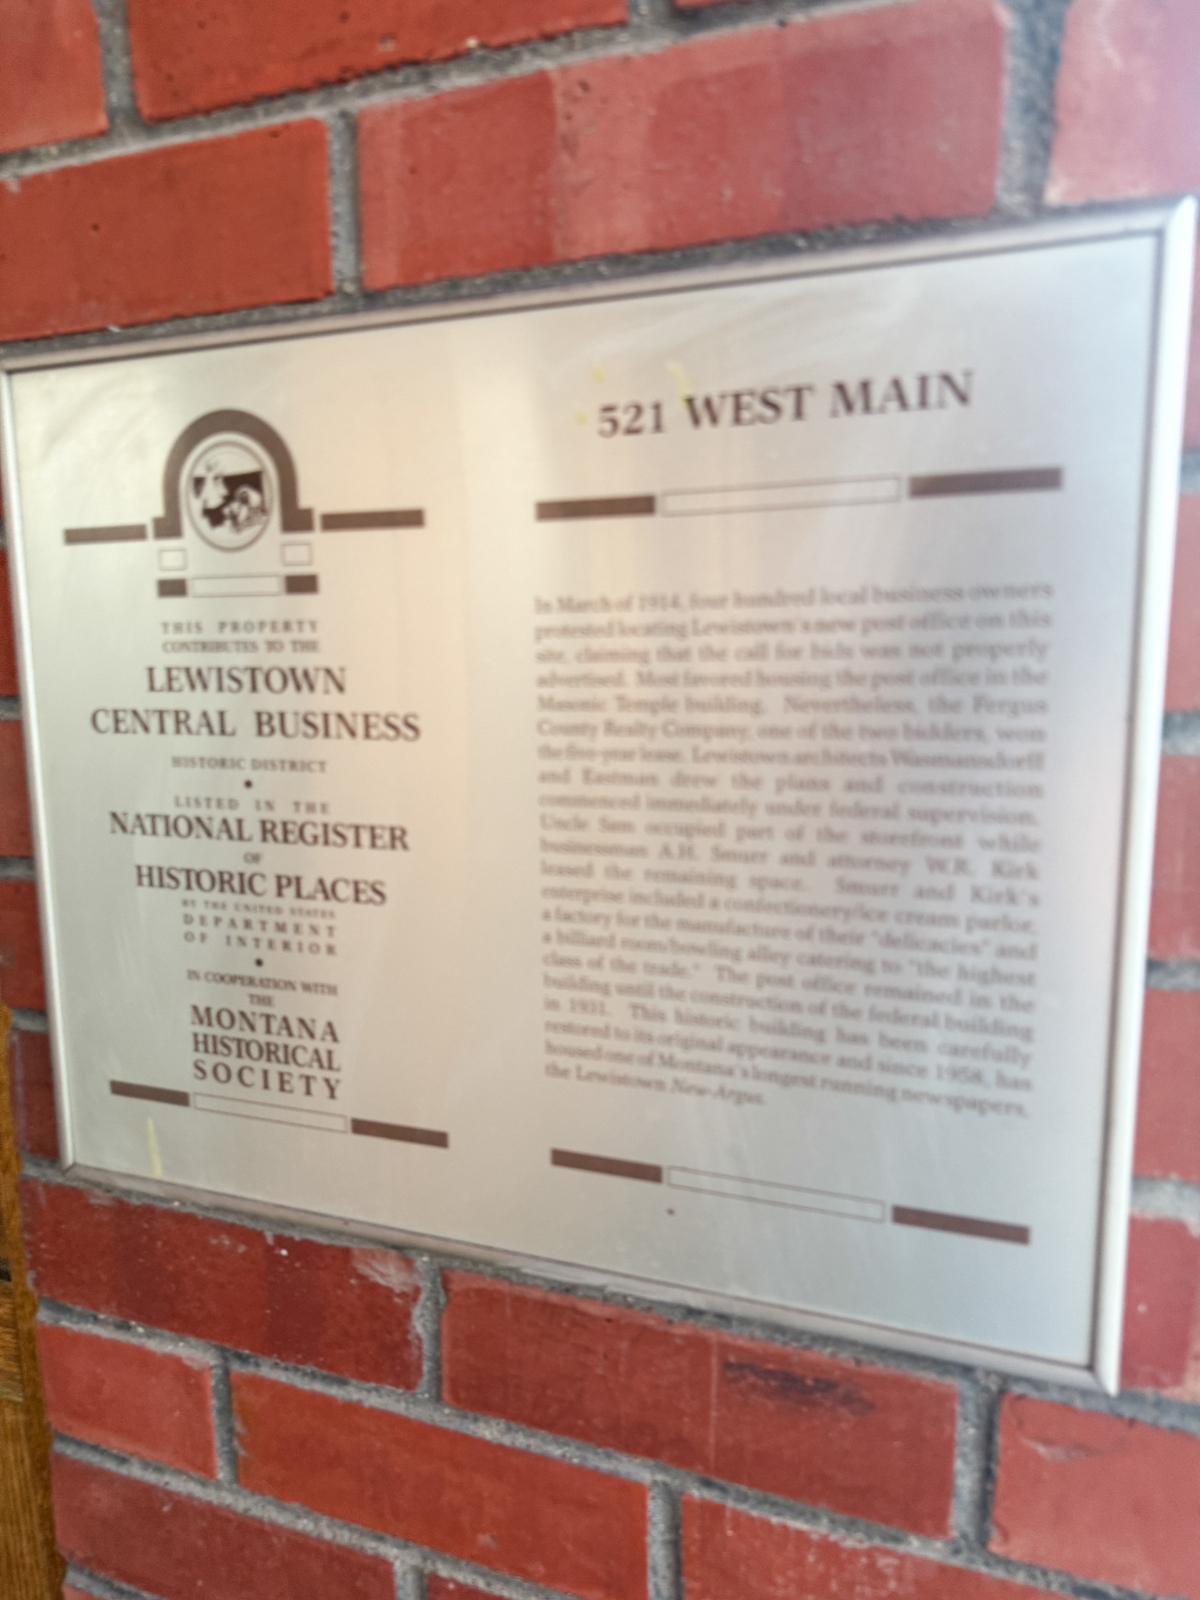 THIS PROPERTY
CONTRIBUTES TO THE
LEWISTOWN
CENTRAL BUSINESS
HISTORIC DISTRICT
LISTED IN THE
NATIONAL REGISTER
OF
HISTORIC PLACES
BY THE UNITED STATES
DEPARTMENT
OF INTERIOR
IN COOPERATION WITH
THE
MONTANA
HISTORICAL
SOCIETY
521 WEST MAIN
In March of 1914, four hundred local business owners
protested locating Lewistown's new post office on this
site, claiming that the call for bids was not properly
advertised. Most favored housing the post office in the
Masonic Temple building. Nevertheless, the Fergus
County Realty Company, one of the two bidders, won
the five-year lease. Lewistown architects Wasmansdorff
and Eastman drew the plans and construction
commenced immediately under federal supervision.
Uncle Sam occupied part of the storefront while
businessman A.H. Smurr and attorney W.R. Kirk
leased the remaining space. Smurr and Kirk's
enterprise included a confectionery/ice cream parlor,
a factory for the manufacture of their "delicacies" and
a billiard room/bowling alley catering to "the highest
class of the trade." The post office remained in the
building until the construction of the federal building
in 1931. This historic building has been carefully
restored to its original appearance and since 1958, has
housed one of Montana's longest running newspapers,
the Lewistown New-Argus.